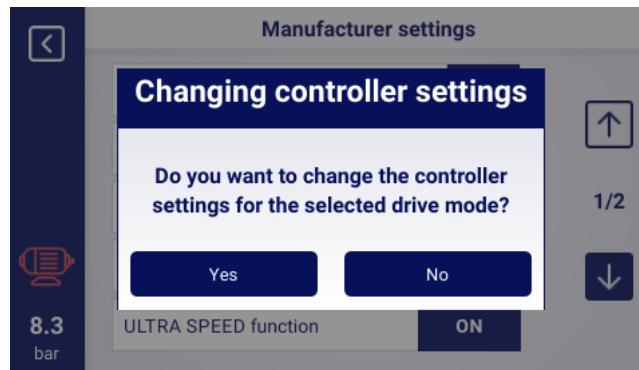 Manufacturer settings
Changing controller settings
Do you want to change the controller
settings for the selected drive mode?
1/2
Yes
No
ULTRA SPEED function
ON
8.3
bar